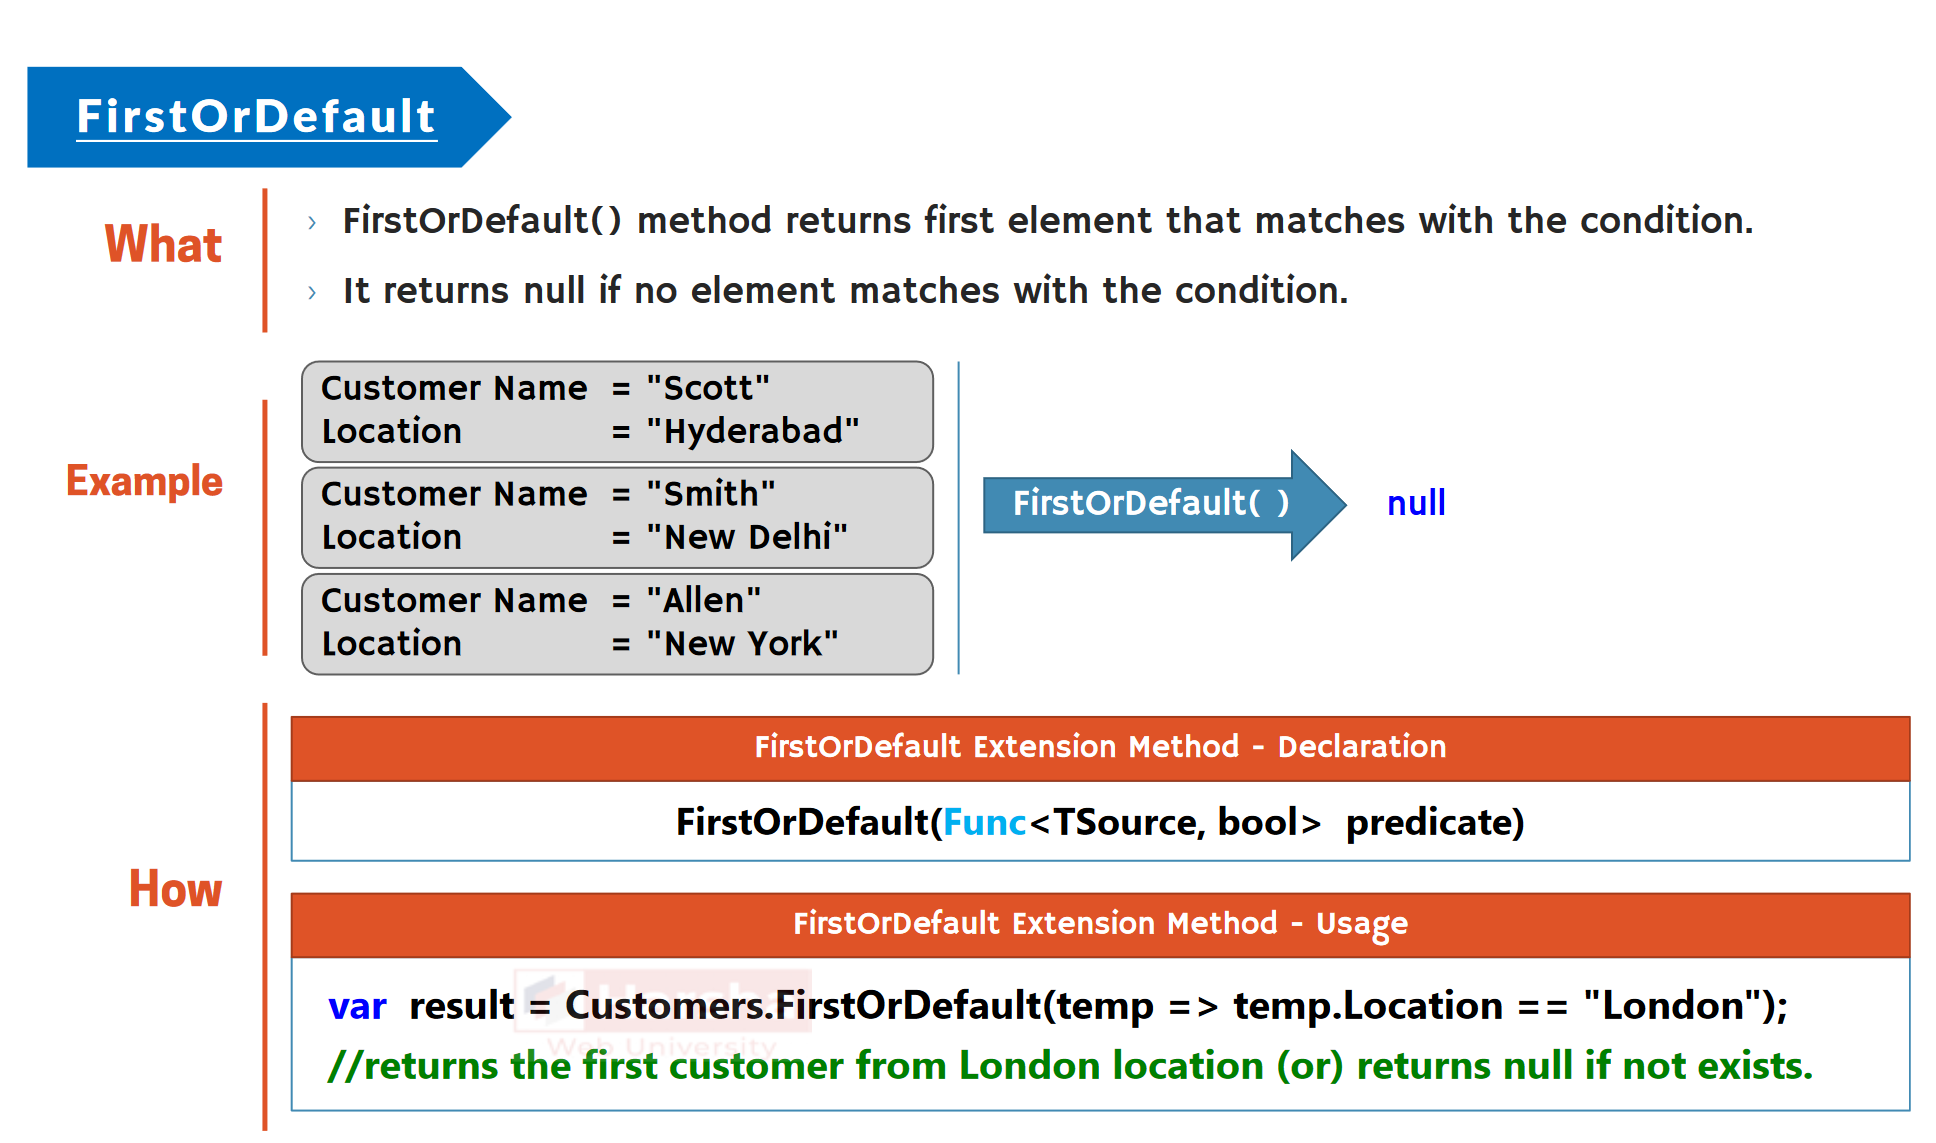 FirstOrDefault
What
› FirstOrDefault() method returns first element that matches with the condition.
› It returns null if no element matches with the condition.
Example
Customer Name = "Scott"
Location = "Hyderabad"
Customer Name = "Smith"
Location = "New Delhi"
Customer Name = "Allen"
Location = "New York"
FirstOrDefault( )
null
How
FirstOrDefault Extension Method - Declaration
FirstOrDefault(Func<TSource, bool> predicate)
FirstOrDefault Extension Method - Usage
var result = Customers.FirstOrDefault(temp => temp.Location == "London");
Web University
//returns the first customer from London location (or) returns null if not exists.